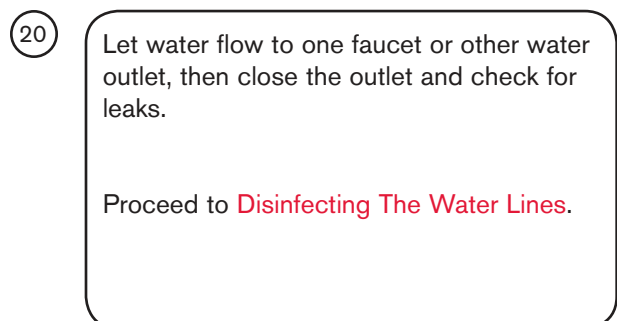 20
Let water flow to one faucet or other water
outlet, then close the outlet and check for
leaks.
Proceed to Disinfecting The Water Lines.